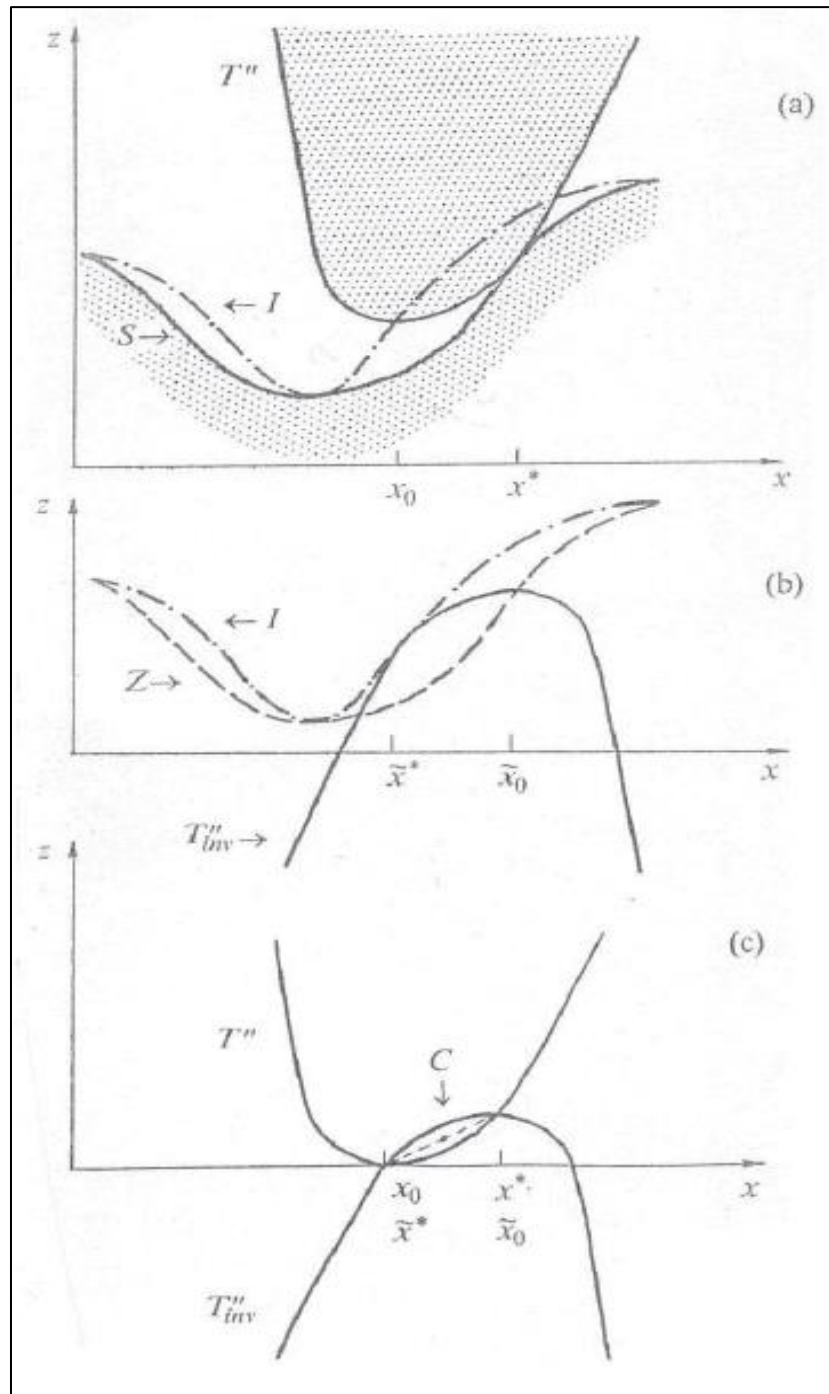 z
T"
(a)
← I
S →
x₀
x*
x
z
(b)
← I
Z →
x̃*
x̃₀
x
T"inv →
z
(c)
T"
C
↓
x₀
x*
x
x̃*
x̃₀
T"inv